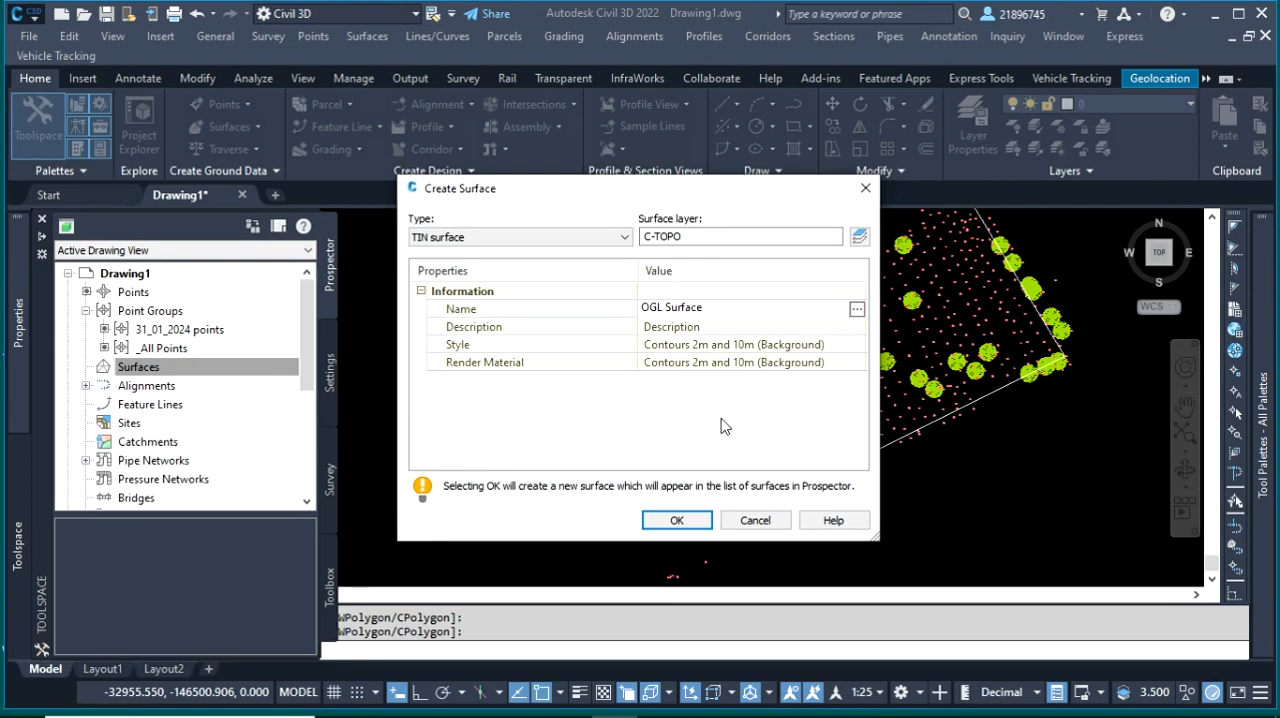 C3D Civil 3D Share Autodesk Civil 3D 2022 Drawing1.dwg Type a keyword or phrase 21896745
File Edit View Insert General Survey Points Surfaces Lines/Curves Parcels Grading Alignments Profiles Corridors Sections Pipes Annotation Inquiry Window Express
Vehicle Tracking
Home Insert Annotate Modify Analyze View Manage Output Survey Rail Transparent InfraWorks Collaborate Help Add-ins Featured Apps Express Tools Vehicle Tracking Geolocation
Points Parcel Alignment Intersections Profile View 0
Toolspace Project Explorer Surfaces Feature Line Profile Assembly Sample Lines Layer Properties Paste
Traverse Grading Corridor
Palettes Explore Create Ground Data Create Design Profile & Section Views Draw Modify Layers Clipboard
Start Drawing1*
Create Surface
Type: Surface layer:
TIN surface C-TOPO
Properties Value
Information
Name OGL Surface
Description Description
Style Contours 2m and 10m (Background)
Render Material Contours 2m and 10m (Background)
Selecting OK will create a new surface which will appear in the list of surfaces in Prospector.
OK Cancel Help
Active Drawing View
Drawing1
Points
Point Groups
31_01_2024 points
_All Points
Surfaces
Alignments
Feature Lines
Sites
Catchments
Pipe Networks
Pressure Networks
Bridges
Prospector
Settings
Survey
Toolbox
Properties
Toolspace
TOOLSPACE
N
W TOP E
S
WCS
Tool Palettes - All Palettes
WPolygon/CPolygon]:
WPolygon/CPolygon]:
Model Layout1 Layout2
-32955.550, -146500.906, 0.000 MODEL 1:25 Decimal 3.500